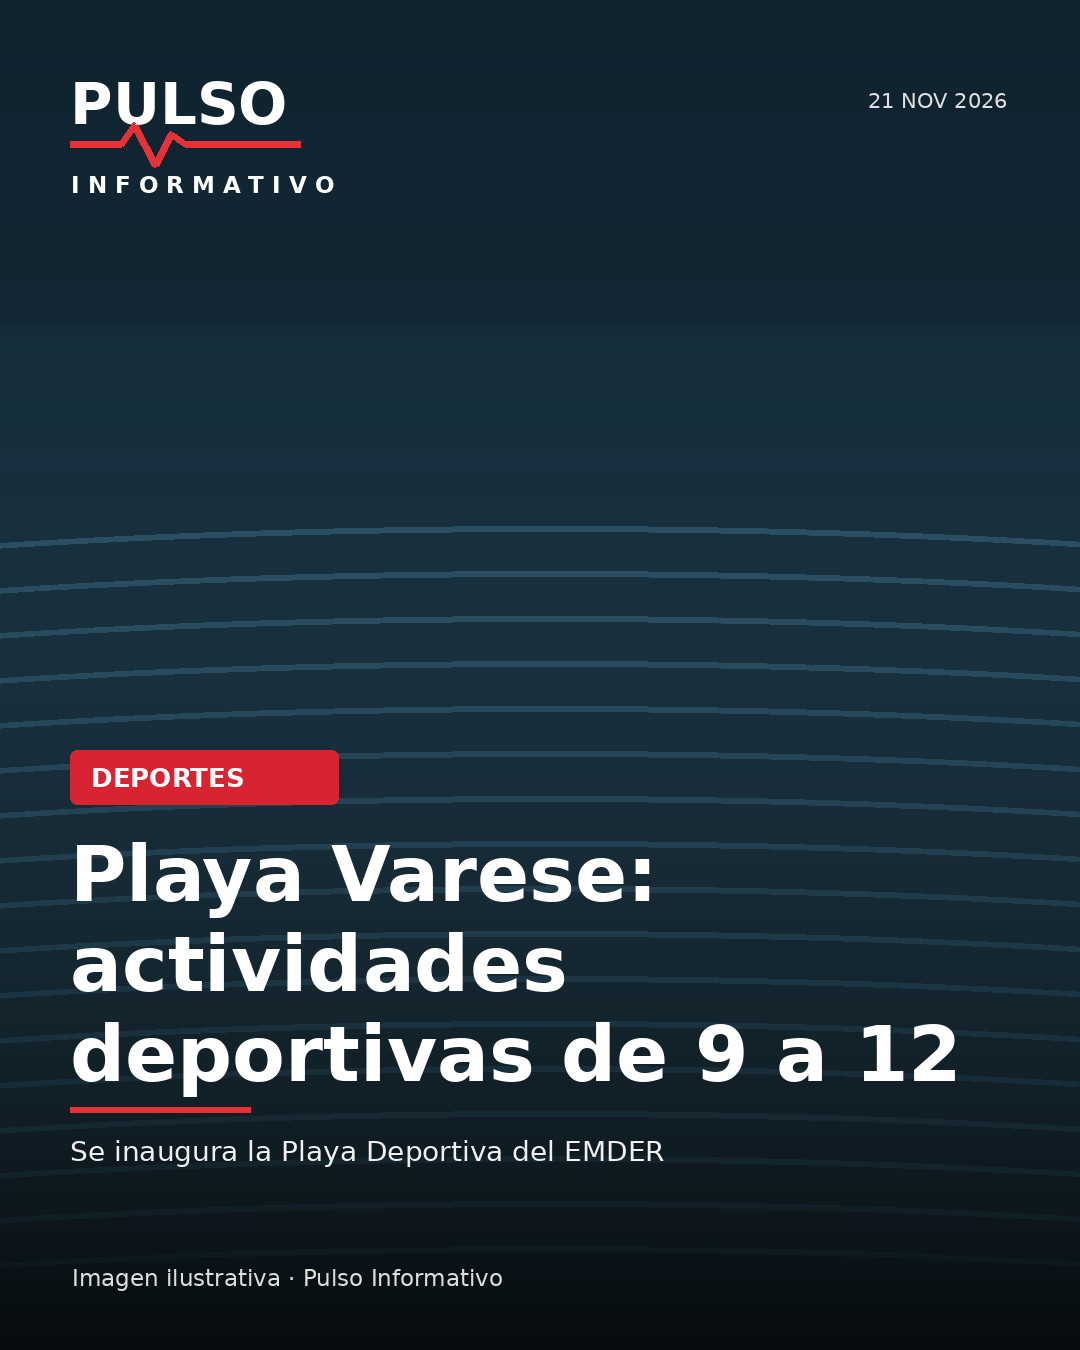 PULSO
INFORMATIVO
21 NOV 2026
DEPORTES
Playa Varese:
actividades
deportivas de 9 a 12
Se inaugura la Playa Deportiva del EMDER
Imagen ilustrativa · Pulso Informativo